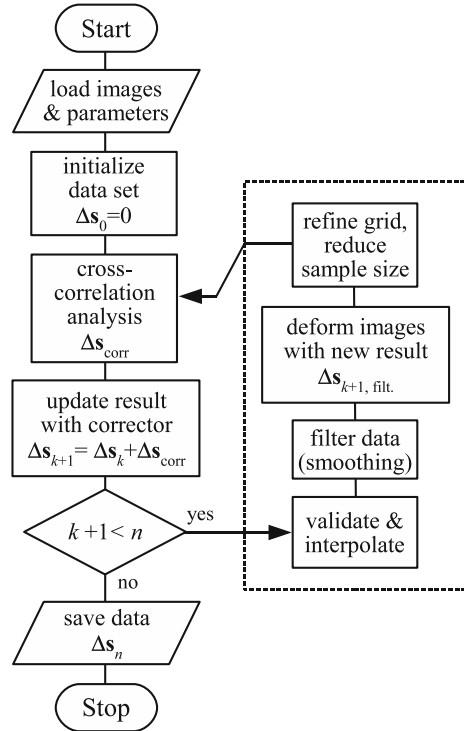 Start
load images
& parameters
initialize
data set
Δs₀=0
cross-
correlation
analysis
Δs_corr
update result
with corrector
Δsₖ₊₁= Δsₖ+Δs_corr
k +1< n
yes
no
save data
Δsₙ
Stop
refine grid,
reduce
sample size
deform images
with new result
Δsₖ₊₁, filt.
filter data
(smoothing)
validate &
interpolate